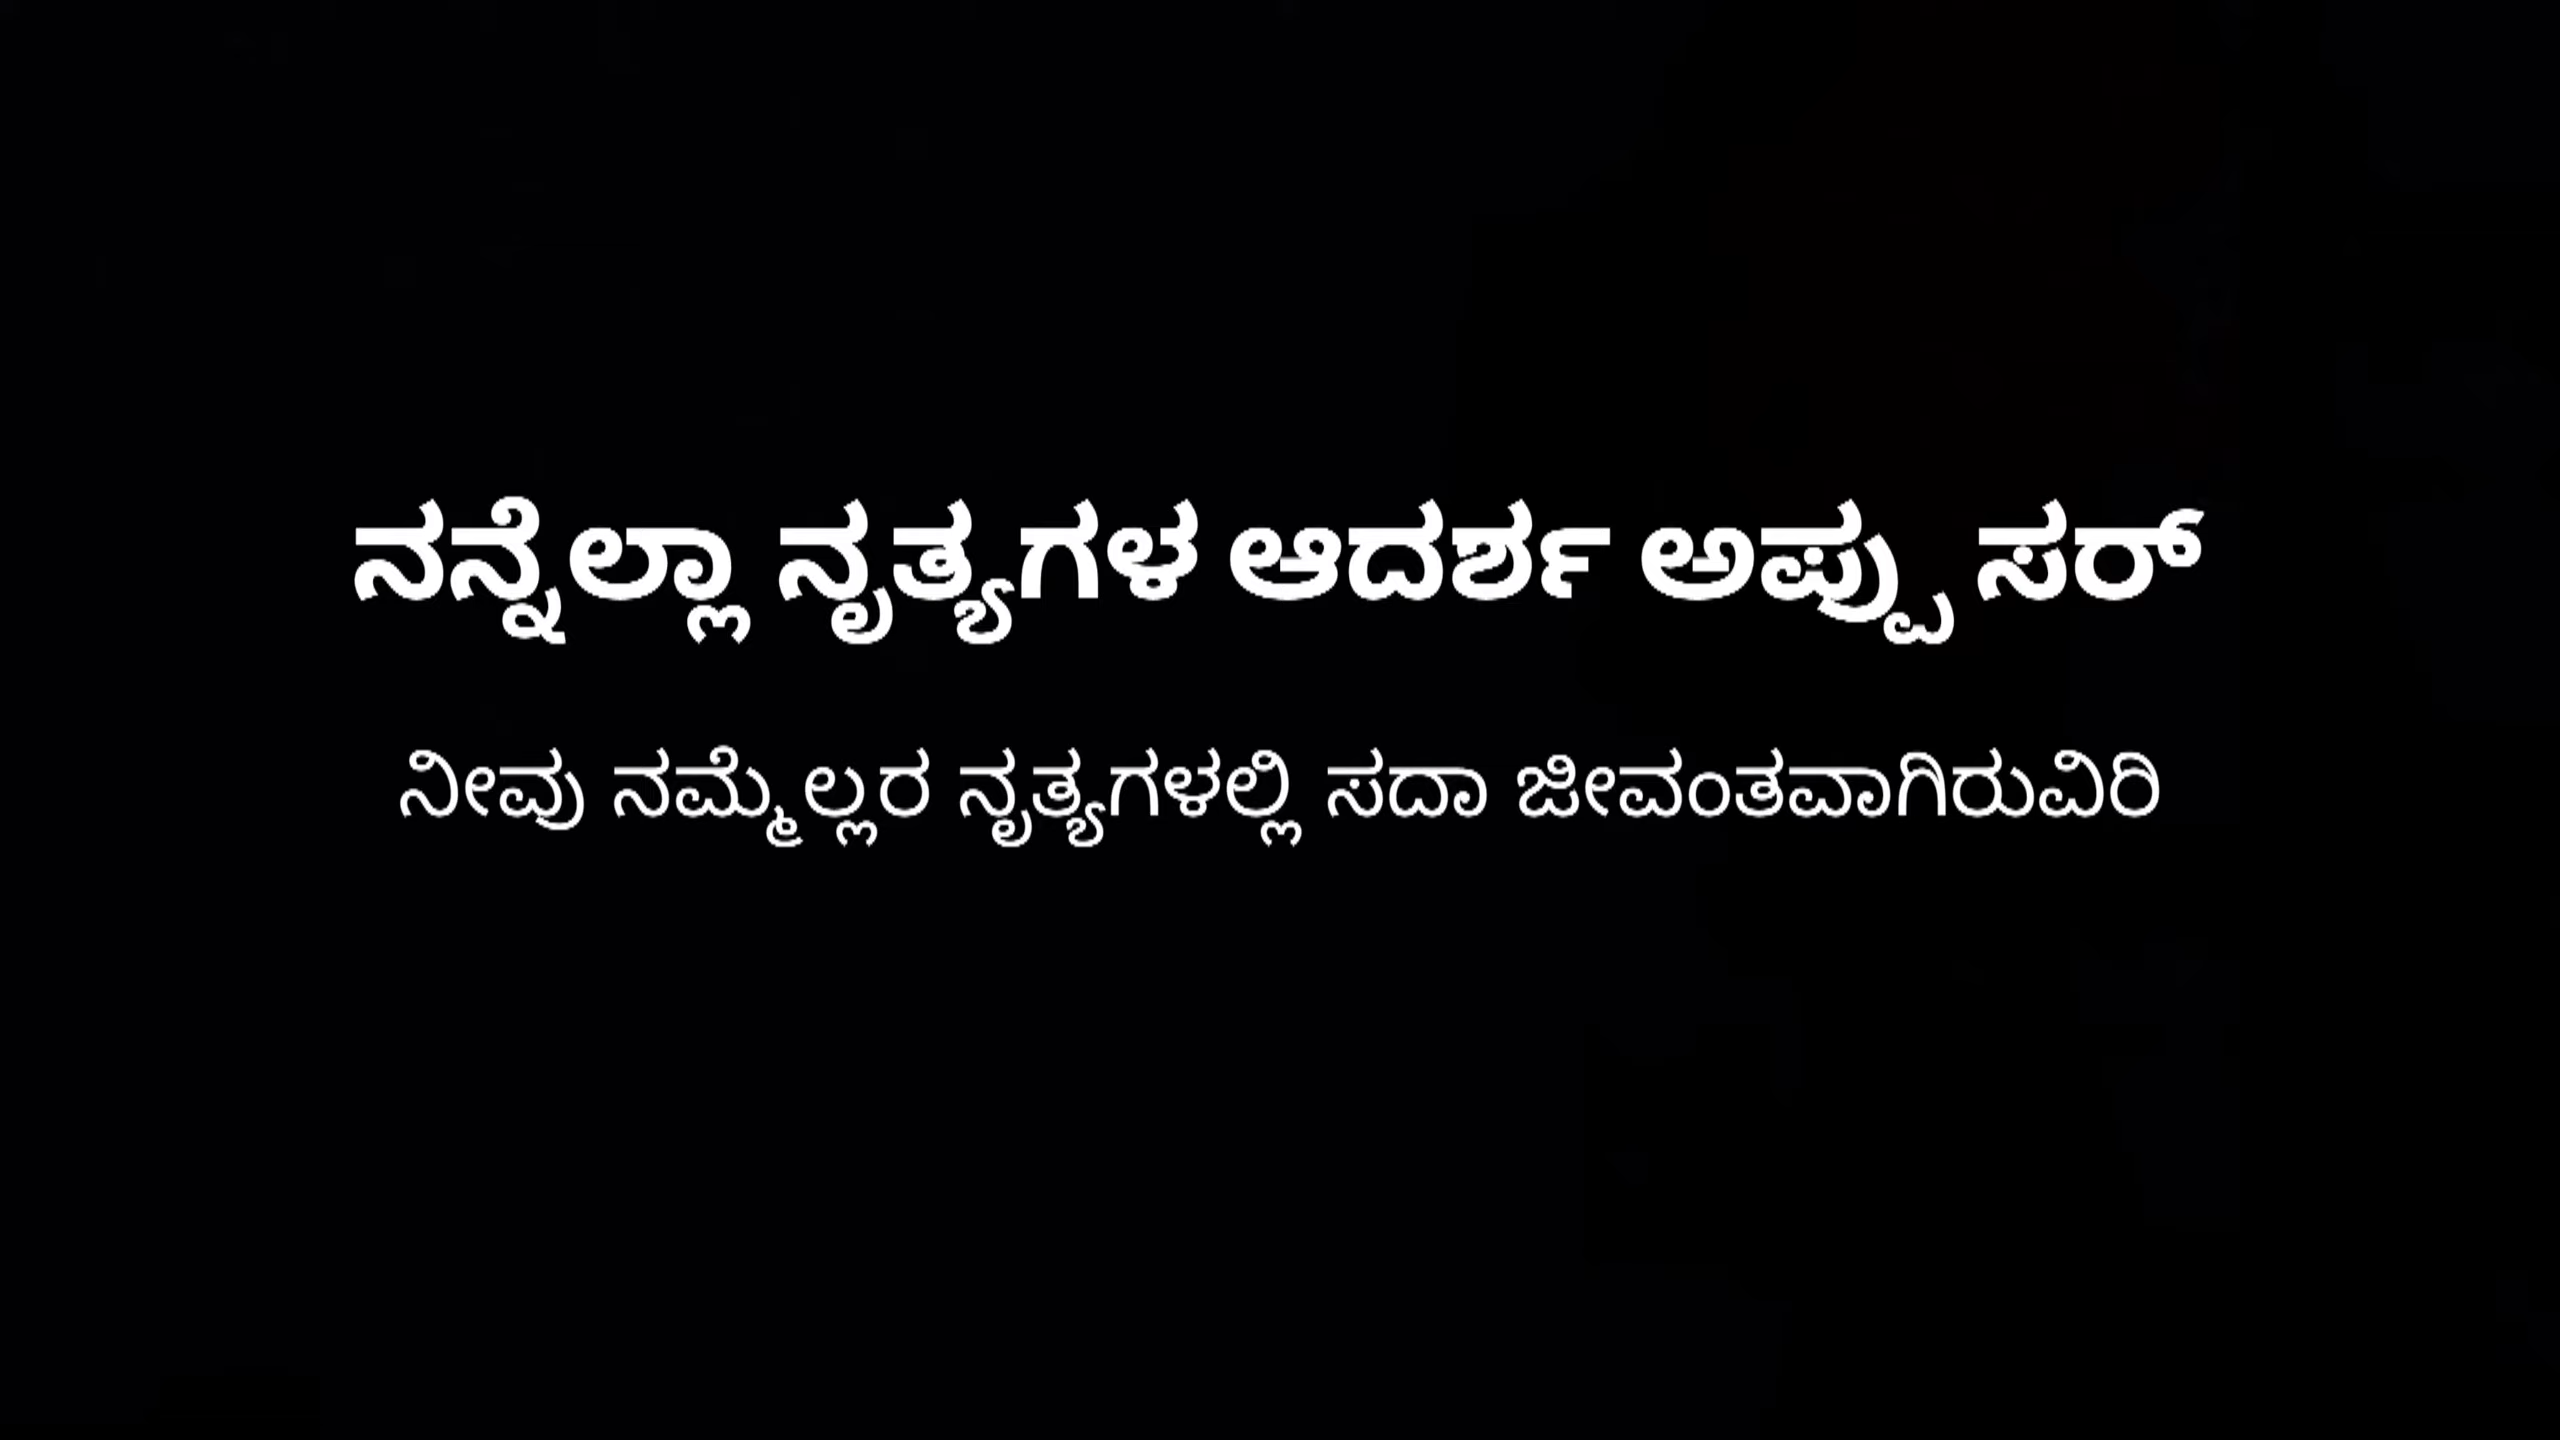 ನನ್ನೆಲ್ಲಾ ನೃತ್ಯಗಳ ಆದರ್ಶ ಅಪ್ಪು ಸರ್
ನೀವು ನಮ್ಮೆಲ್ಲರ ನೃತ್ಯಗಳಲ್ಲಿ ಸದಾ ಜೀವಂತವಾಗಿರುವಿರಿ